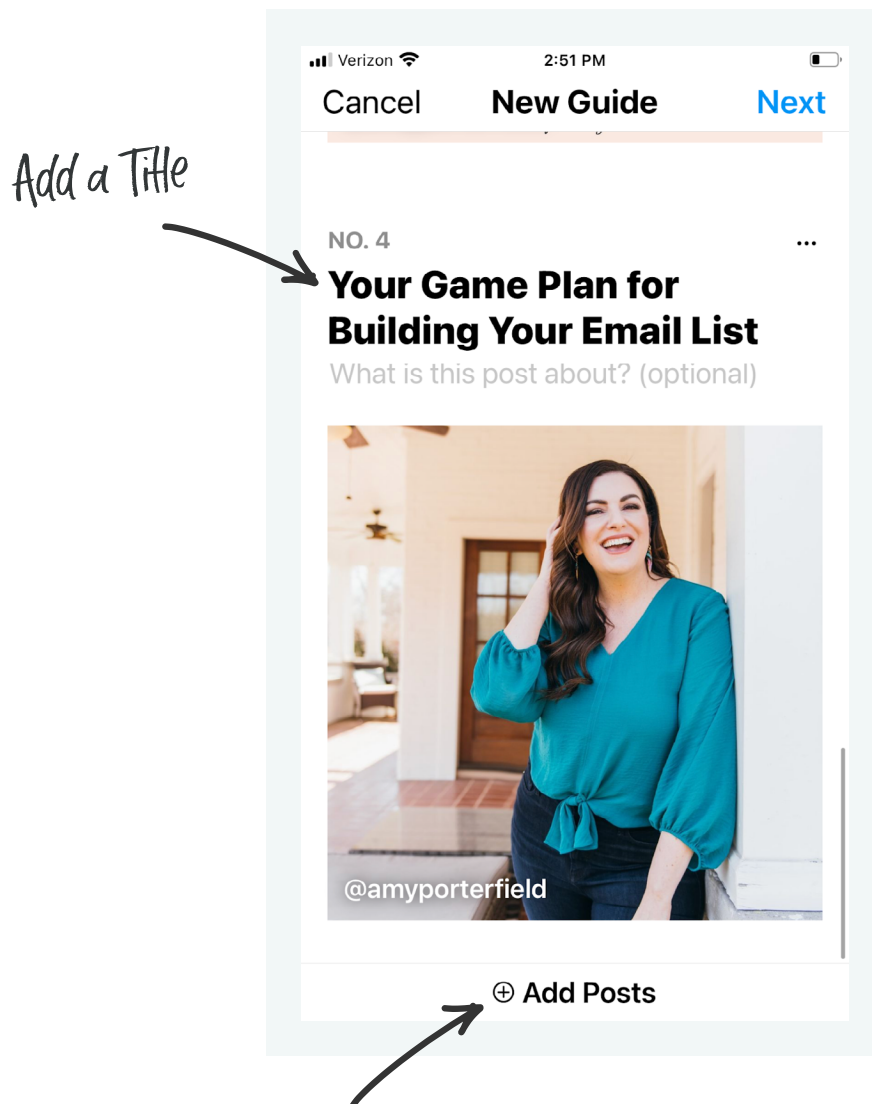 Verizon 2:51 PM
Cancel New Guide Next
Add a Title
NO. 4
Your Game Plan for
Building Your Email List
What is this post about? (optional)
@amyporterfield
Add Posts